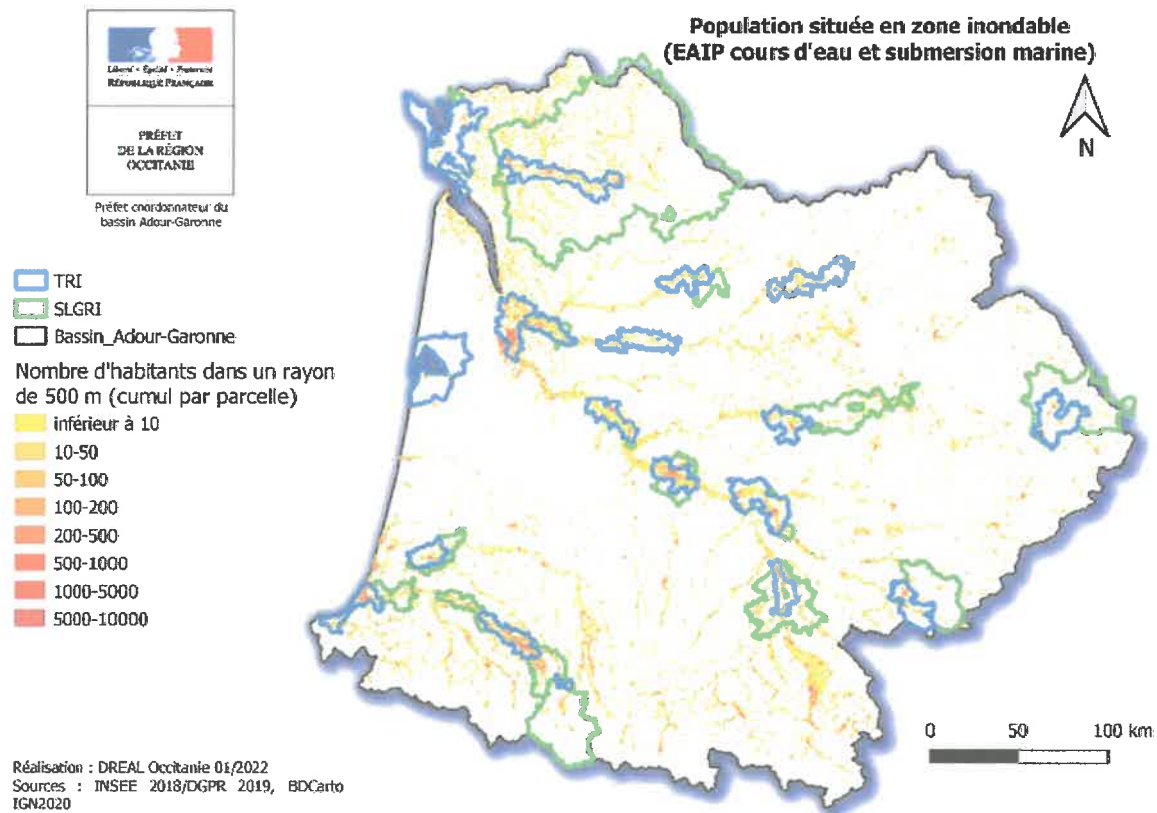 Population située en zone inondable
(EAIP cours d'eau et submersion marine)
Liberté • Égalité • Fraternité
RÉPUBLIQUE FRANÇAISE
PRÉFET
DE LA RÉGION
OCCITANIE
Préfet coordonnateur du
bassin Adour-Garonne
N
TRI
SLGRI
Bassin_Adour-Garonne
Nombre d'habitants dans un rayon
de 500 m (cumul par parcelle)
inférieur à 10
10-50
50-100
100-200
200-500
500-1000
1000-5000
5000-10000
0 50 100 km
Réalisation : DREAL Occitanie 01/2022
Sources : INSEE 2018/DGPR 2019, BDCarto
IGN2020